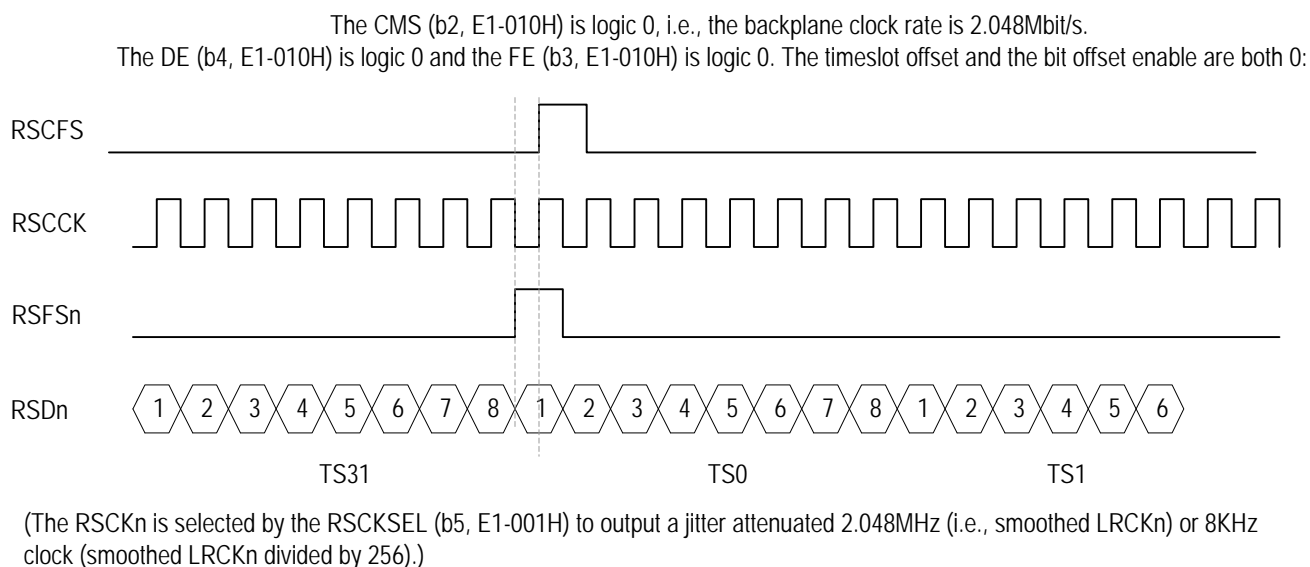 The CMS (b2, E1-010H) is logic 0, i.e., the backplane clock rate is 2.048Mbit/s.
The DE (b4, E1-010H) is logic 0 and the FE (b3, E1-010H) is logic 0. The timeslot offset and the bit offset enable are both 0:
RSCFS
RSCCK
RSFSn
RSDn 1 2 3 4 5 6 7 8 1 2 3 4 5 6 7 8 1 2 3 4 5 6
TS31 TS0 TS1
(The RSCKn is selected by the RSCKSEL (b5, E1-001H) to output a jitter attenuated 2.048MHz (i.e., smoothed LRCKn) or 8KHz
clock (smoothed LRCKn divided by 256).)